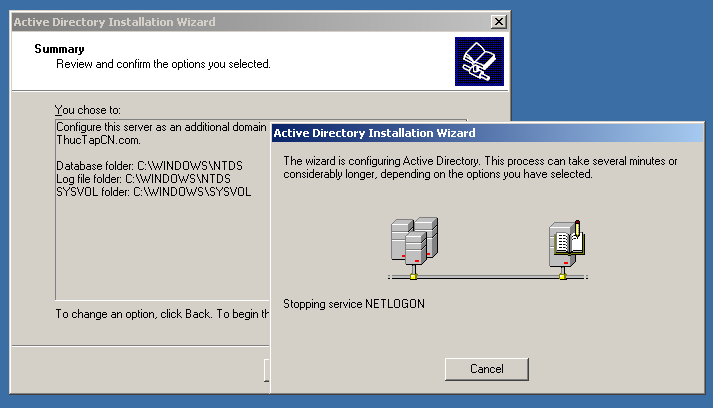 Active Directory Installation Wizard
Summary
Review and confirm the options you selected.
You chose to:
Configure this server as an additional domain
ThucTapCN.com.
Database folder: C:\WINDOWS\NTDS
Log file folder: C:\WINDOWS\NTDS
SYSVOL folder: C:\WINDOWS\SYSVOL
To change an option, click Back. To begin th
Active Directory Installation Wizard
The wizard is configuring Active Directory. This process can take several minutes or
considerably longer, depending on the options you have selected.
Stopping service NETLOGON
Cancel